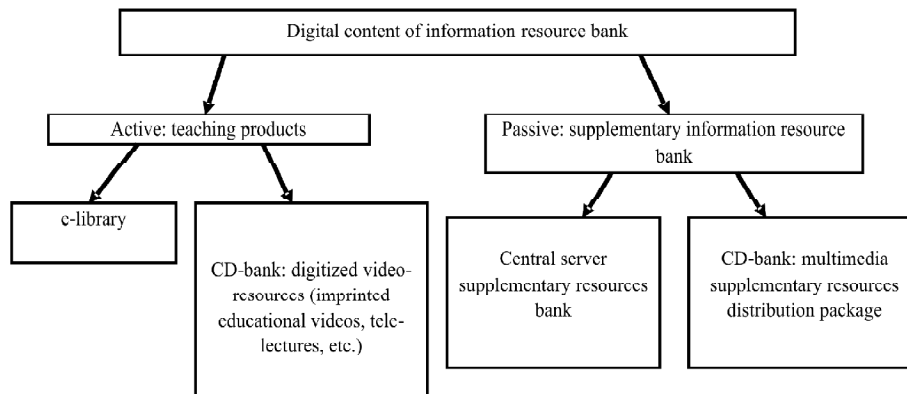 Digital content of information resource bank
Active: teaching products
Passive: supplementary information resource
bank
e-library
CD-bank: digitized video-
resources (imprinted
educational videos, tele-
lectures, etc.)
Central server
supplementary resources
bank
CD-bank: multimedia
supplementary resources
distribution package